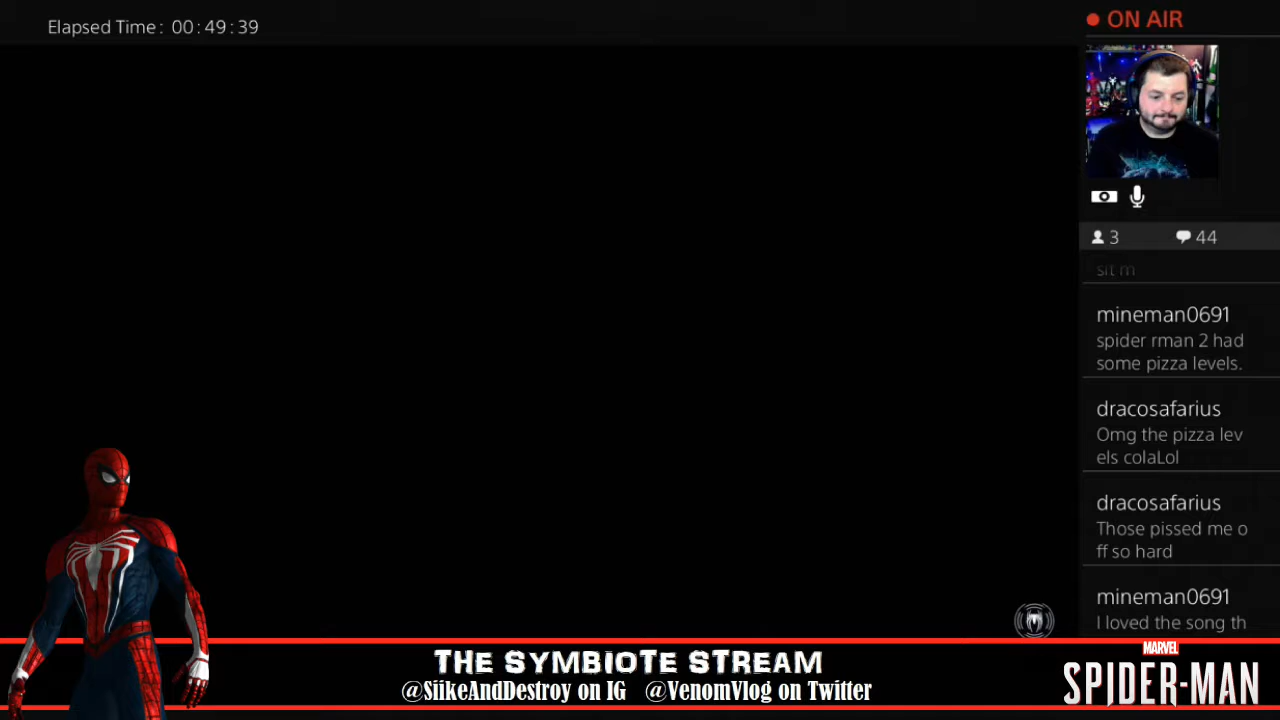 Elapsed Time: 00:49:39
ON AIR
3 44
sit m
mineman0691
spider rman 2 had
some pizza levels.
dracosafarius
Omg the pizza lev
els colaLol
dracosafarius
Those pissed me o
ff so hard
mineman0691
I loved the song th
THE SYMBIOTE STREAM
@SiikeAndDestroy on IG @VenomVlog on Twitter
MARVEL
SPIDER-MAN